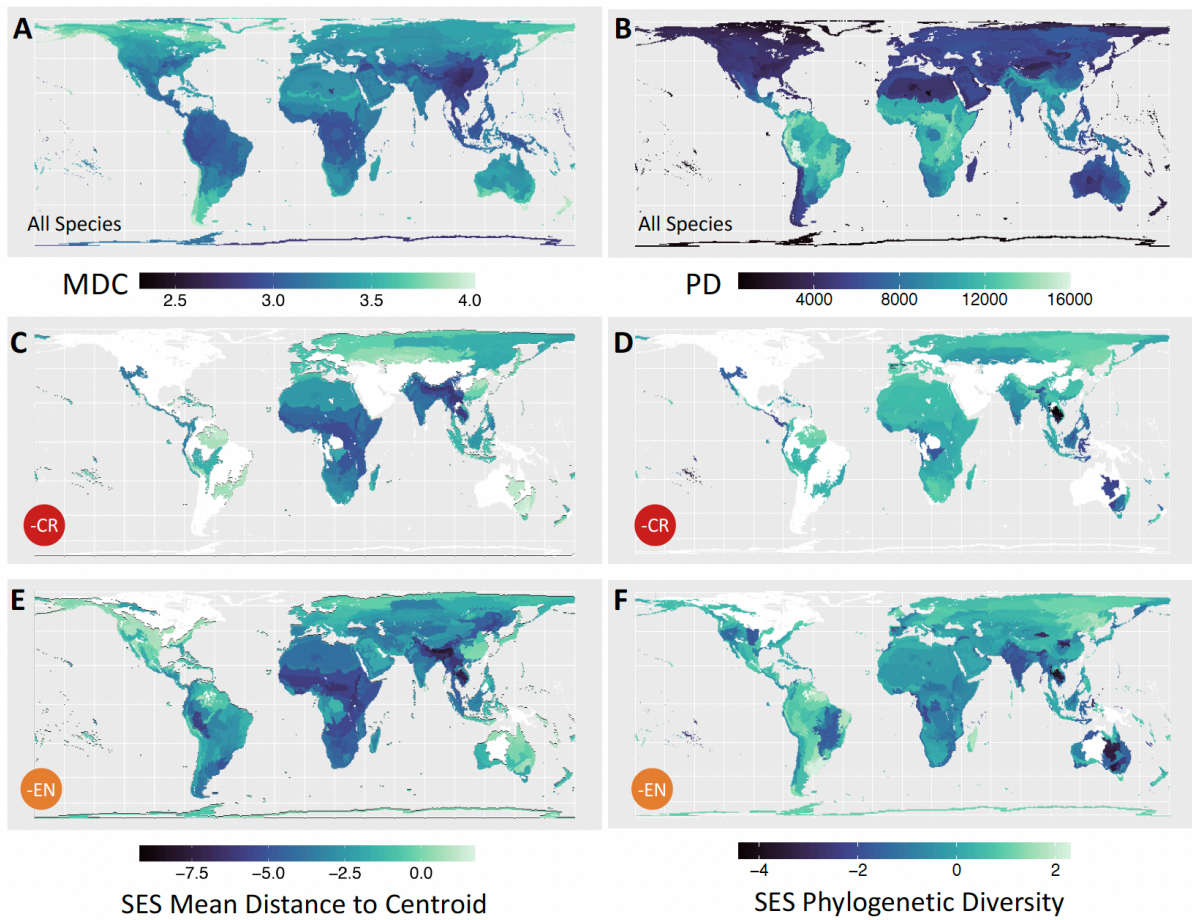 A
B
All Species
All Species
MDC
2.5 3.0 3.5 4.0
PD
4000 8000 12000 16000
C
D
-CR
-CR
E
F
-EN
-EN
−7.5 −5.0 −2.5 0.0
SES Mean Distance to Centroid
−4 −2 0 2
SES Phylogenetic Diversity